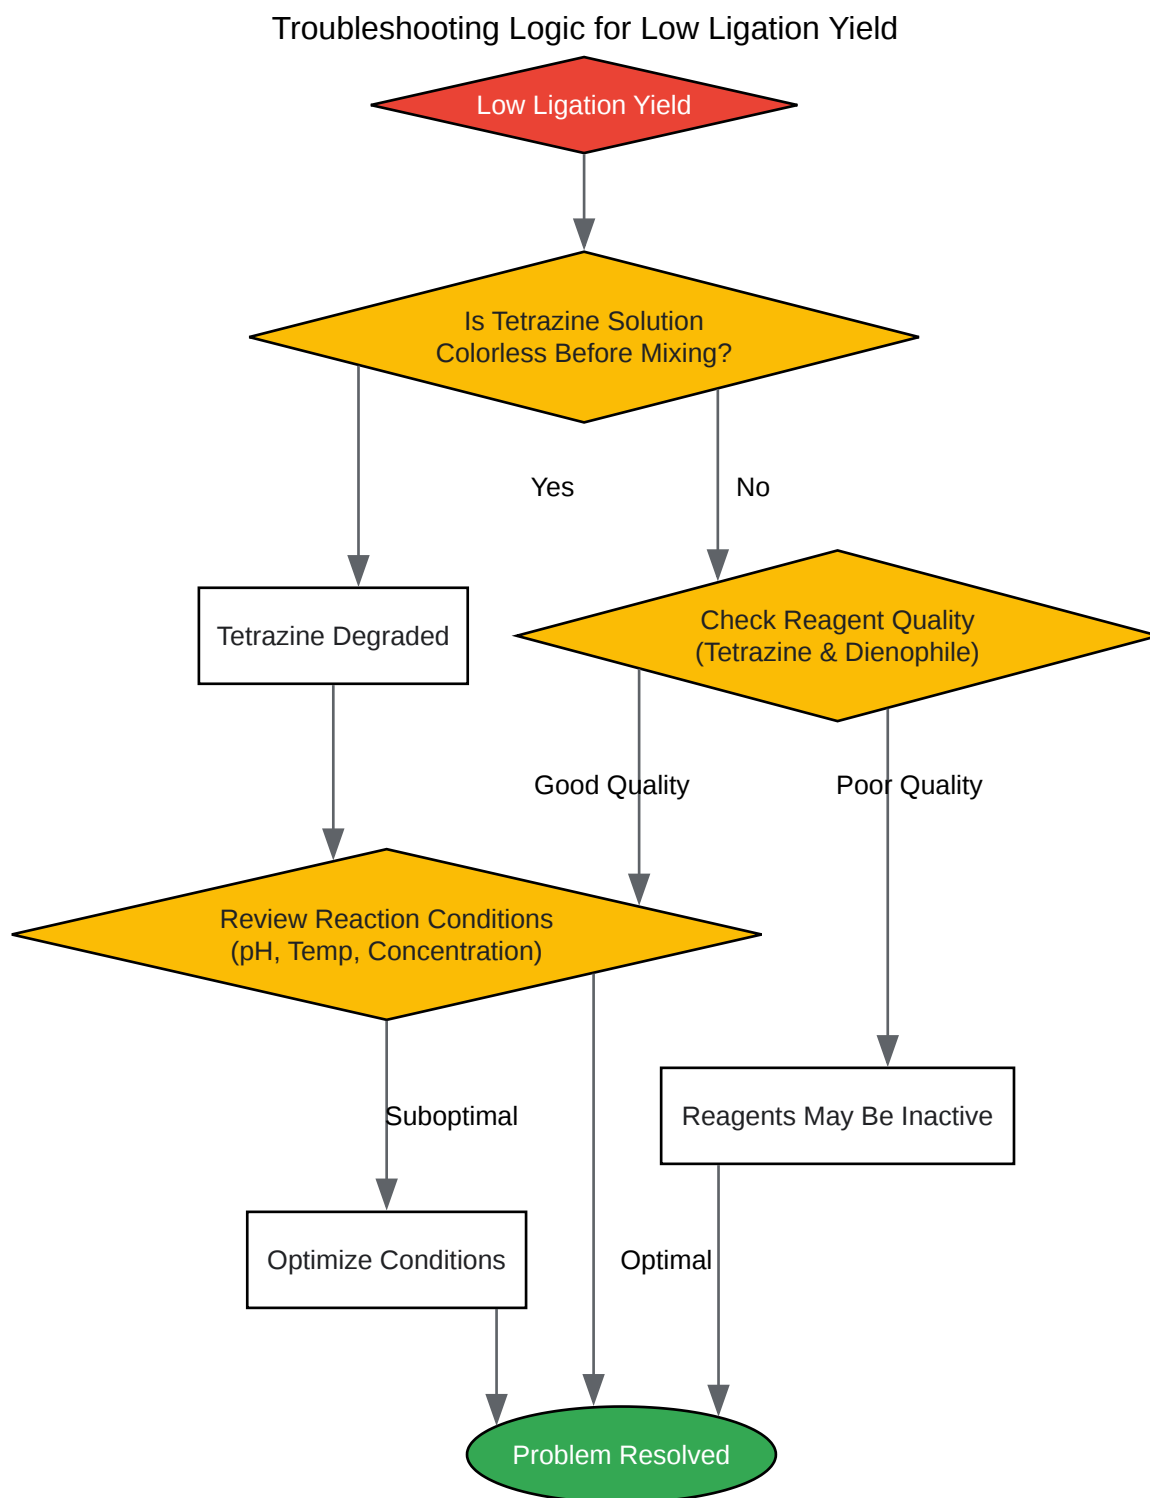 Troubleshooting Logic for Low Ligation Yield
Low Ligation Yield
Is Tetrazine Solution
Colorless Before Mixing?
Yes
No
Tetrazine Degraded
Check Reagent Quality
(Tetrazine & Dienophile)
Good Quality
Poor Quality
Review Reaction Conditions
(pH, Temp, Concentration)
Suboptimal
Reagents May Be Inactive
Optimize Conditions
Optimal
Problem Resolved